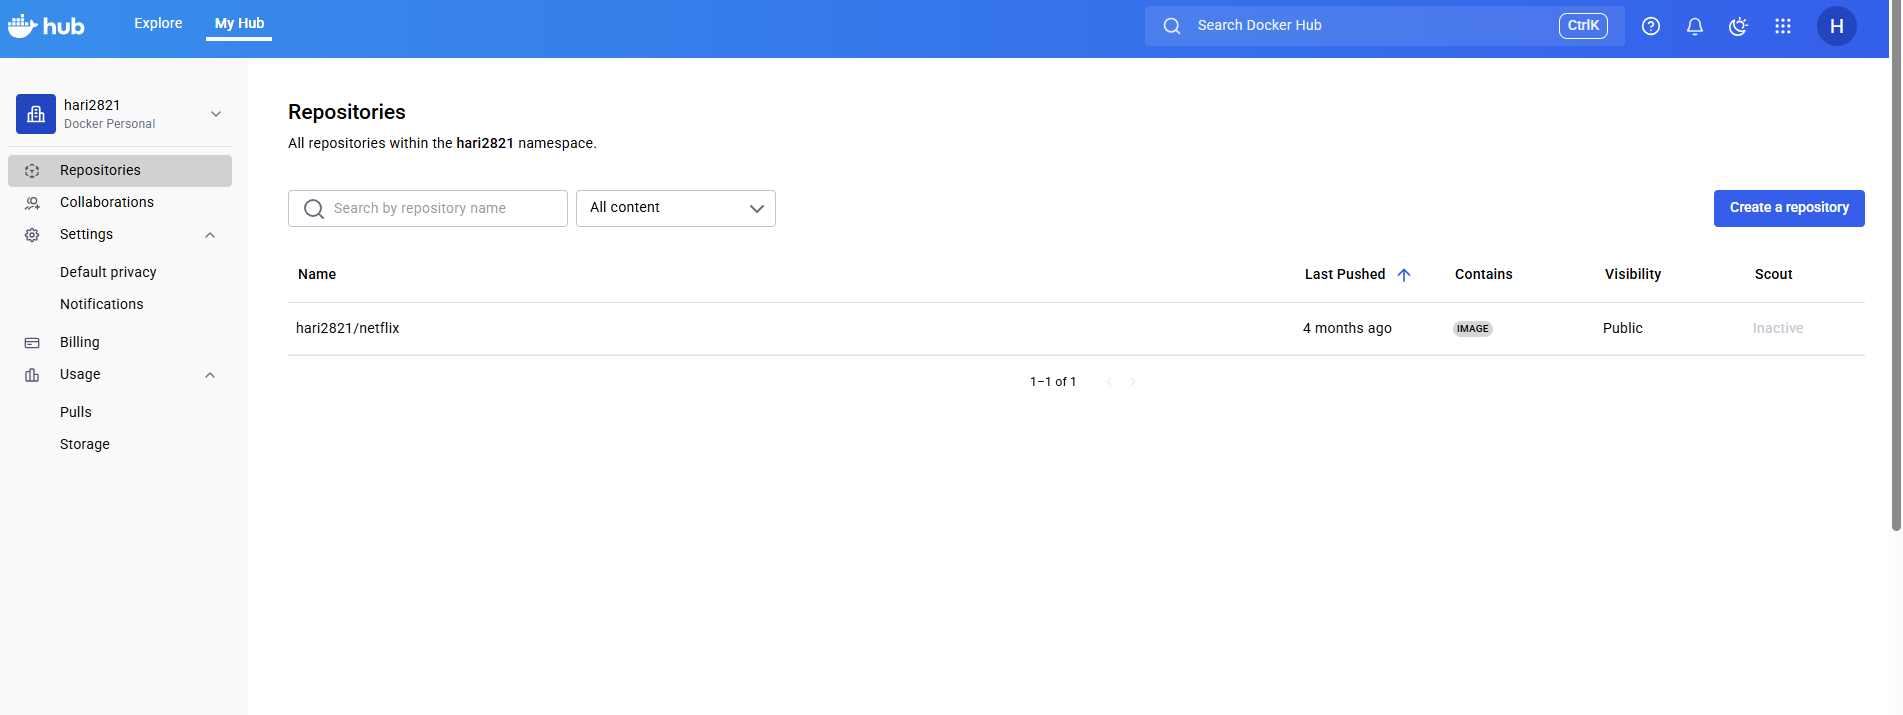 hub
Explore
My Hub
Search Docker Hub
CtrlK
H
hari2821
Docker Personal
Repositories
Collaborations
Settings
Default privacy
Notifications
Billing
Usage
Pulls
Storage
Repositories
All repositories within the hari2821 namespace.
Search by repository name
All content
Create a repository
Name Last Pushed Contains Visibility Scout
hari2821/netflix 4 months ago IMAGE Public Inactive
1–1 of 1